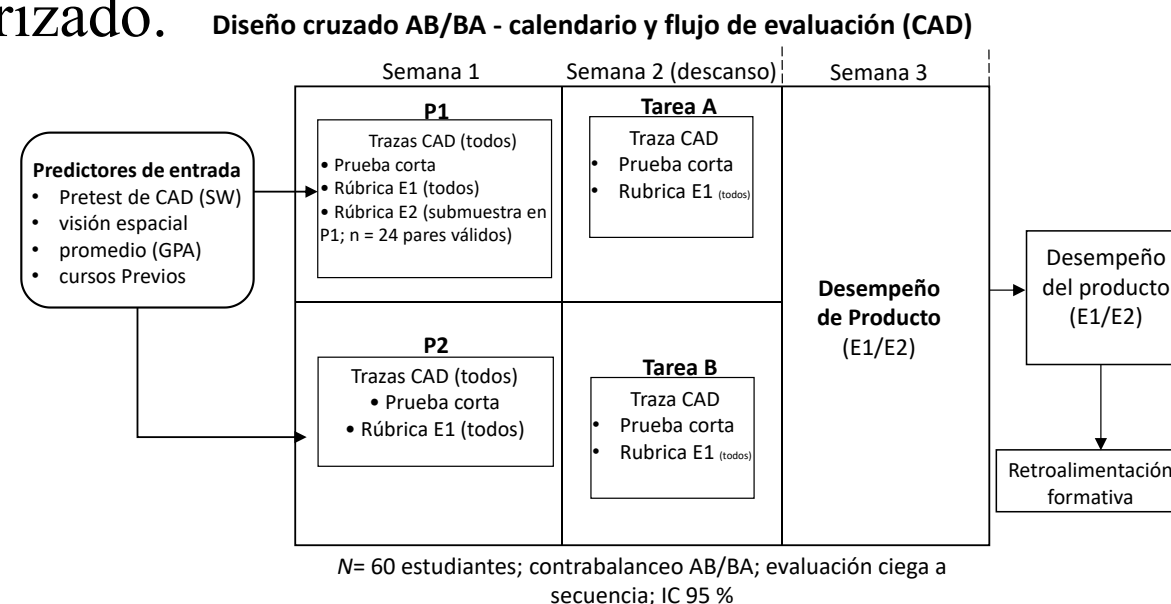 rizado.
Diseño cruzado AB/BA - calendario y flujo de evaluación (CAD)
Semana 1
Semana 2 (descanso)
Semana 3
Predictores de entrada
• Pretest de CAD (SW)
• visión espacial
• promedio (GPA)
• cursos Previos
P1
Trazas CAD (todos)
• Prueba corta
• Rúbrica E1 (todos)
• Rúbrica E2 (submuestra en
P1; n = 24 pares válidos)
Tarea A
Traza CAD
• Prueba corta
• Rubrica E1 (todos)
P2
Trazas CAD (todos)
• Prueba corta
• Rúbrica E1 (todos)
Tarea B
Traza CAD
• Prueba corta
• Rubrica E1 (todos)
Desempeño
de Producto
(E1/E2)
Desempeño
del producto
(E1/E2)
Retroalimentación
formativa
N= 60 estudiantes; contrabalanceo AB/BA; evaluación ciega a
secuencia; IC 95 %